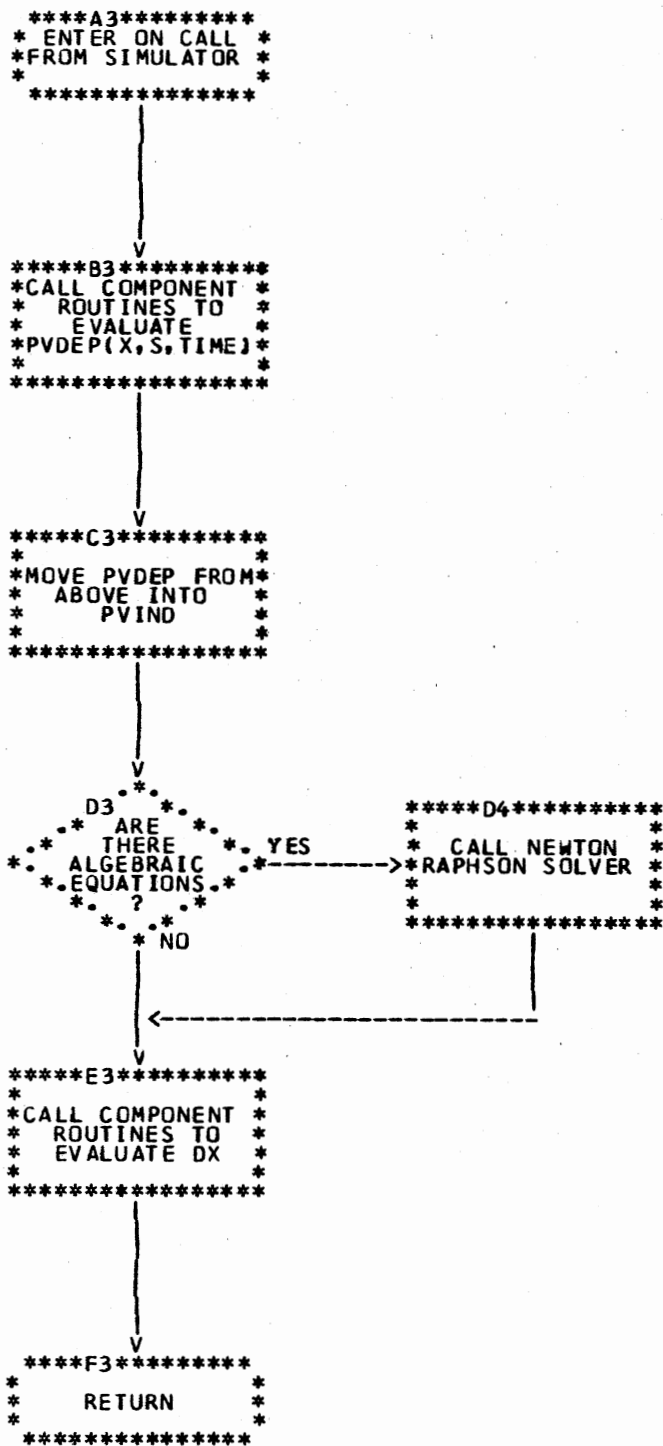 A3
ENTER ON CALL
FROM SIMULATOR
B3
CALL COMPONENT
ROUTINES TO
EVALUATE
PVDEP(X,S,TIME)
C3
MOVE PVDEP FROM
ABOVE INTO
PVIND
D3
ARE
THERE
ALGEBRAIC
EQUATIONS
?
YES
NO
D4
CALL NEWTON
RAPHSON SOLVER
E3
CALL COMPONENT
ROUTINES TO
EVALUATE DX
F3
RETURN